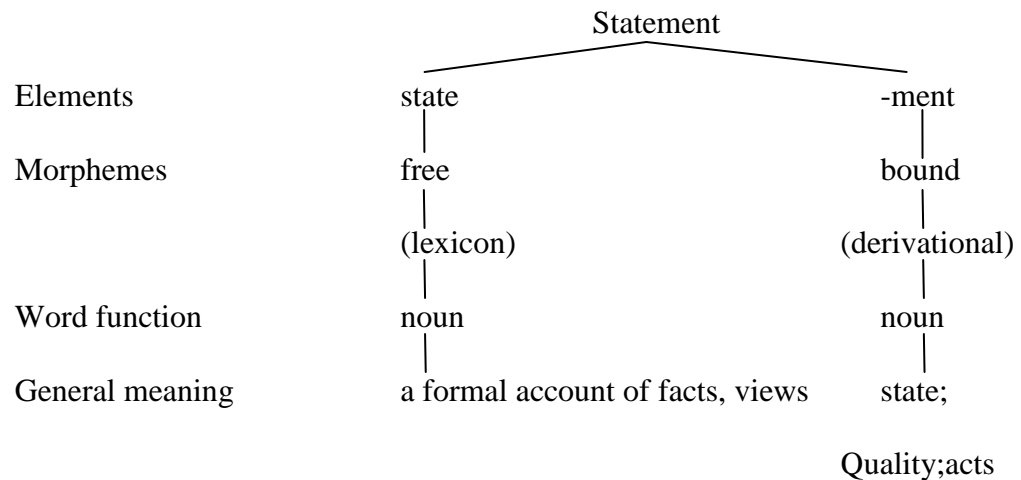 Statement
Elements state -ment
Morphemes free bound
(lexicon) (derivational)
Word function noun noun
General meaning a formal account of facts, views state;
Quality;acts